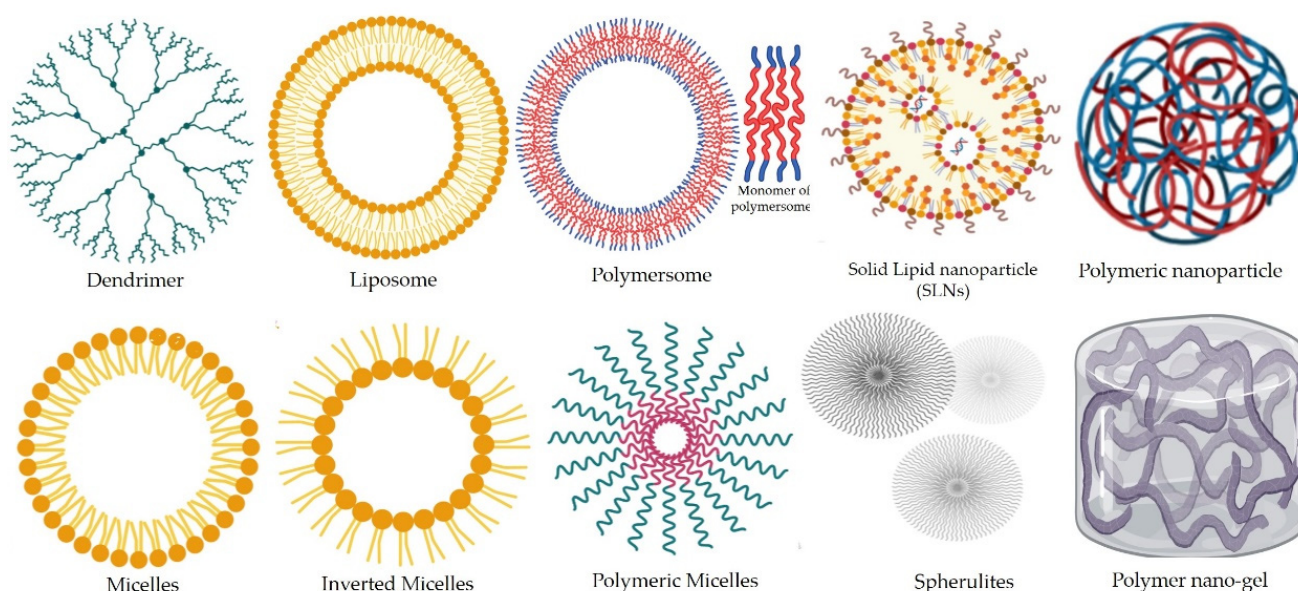 Monomer of
polymersome
Dendrimer
Liposome
Polymersome
Solid Lipid nanoparticle
(SLNs)
Polymeric nanoparticle
Micelles
Inverted Micelles
Polymeric Micelles
Spherulites
Polymer nano-gel